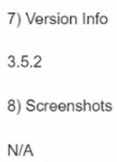 7) Version Info
3.5.2
8) Screenshots
N/A